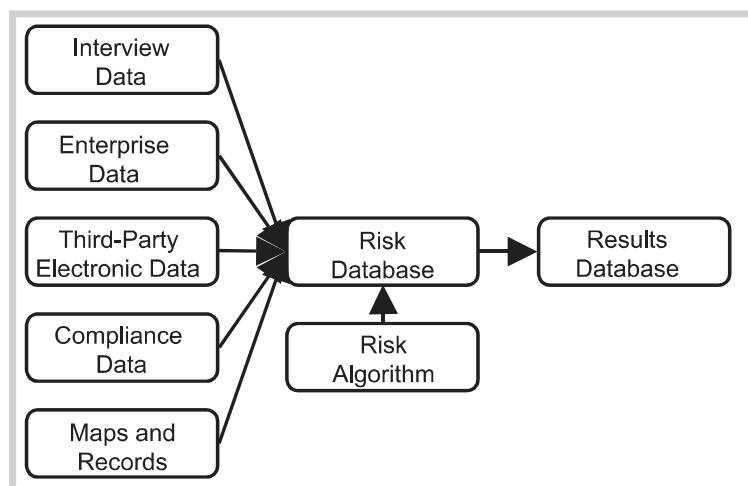 Interview
Data
Enterprise
Data
Third-Party
Electronic Data
Compliance
Data
Maps and
Records
Risk
Database
Risk
Algorithm
Results
Database